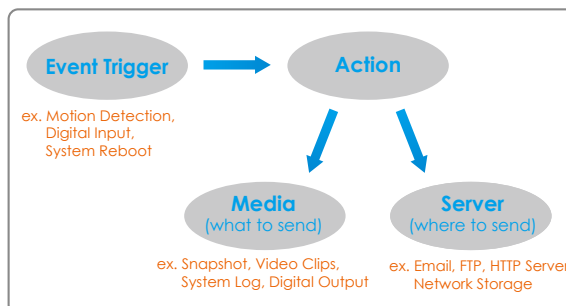 Event Trigger
Action
ex. Motion Detection,
Digital Input,
System Reboot
Media
(what to send)
Server
(where to send)
ex. Snapshot, Video Clips,
System Log, Digital Output
ex. Email, FTP, HTTP Server
Network Storage